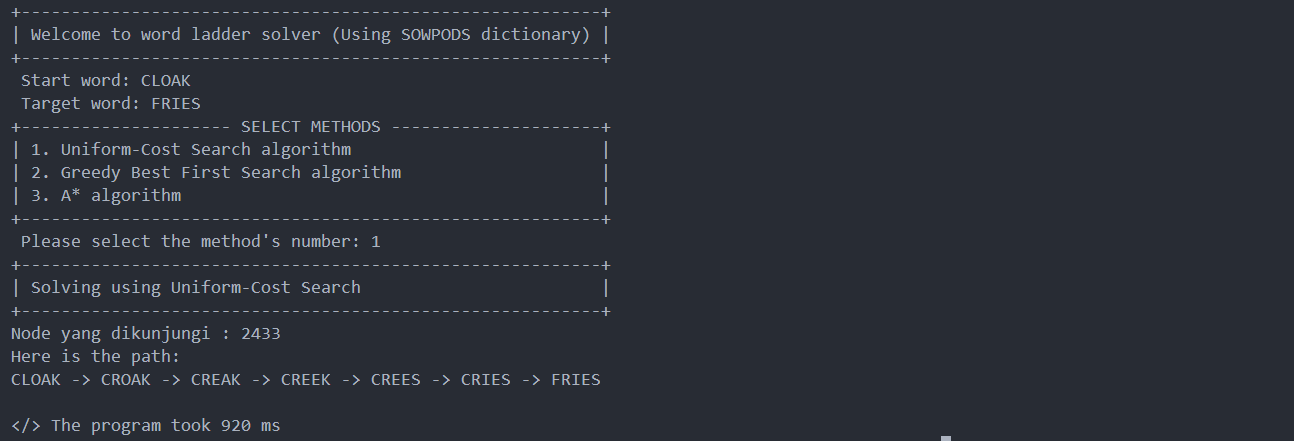 +----------------------------------------------------------+
| Welcome to word ladder solver (Using SOWPODS dictionary) |
+----------------------------------------------------------+
 Start word: CLOAK
 Target word: FRIES
+--------------------- SELECT METHODS ---------------------+
| 1. Uniform-Cost Search algorithm                         |
| 2. Greedy Best First Search algorithm                    |
| 3. A* algorithm                                          |
+----------------------------------------------------------+
 Please select the method's number: 1
+----------------------------------------------------------+
| Solving using Uniform-Cost Search                        |
+----------------------------------------------------------+
Node yang dikunjungi : 2433
Here is the path:
CLOAK -> CROAK -> CREAK -> CREEK -> CREES -> CRIES -> FRIES
</> The program took 920 ms